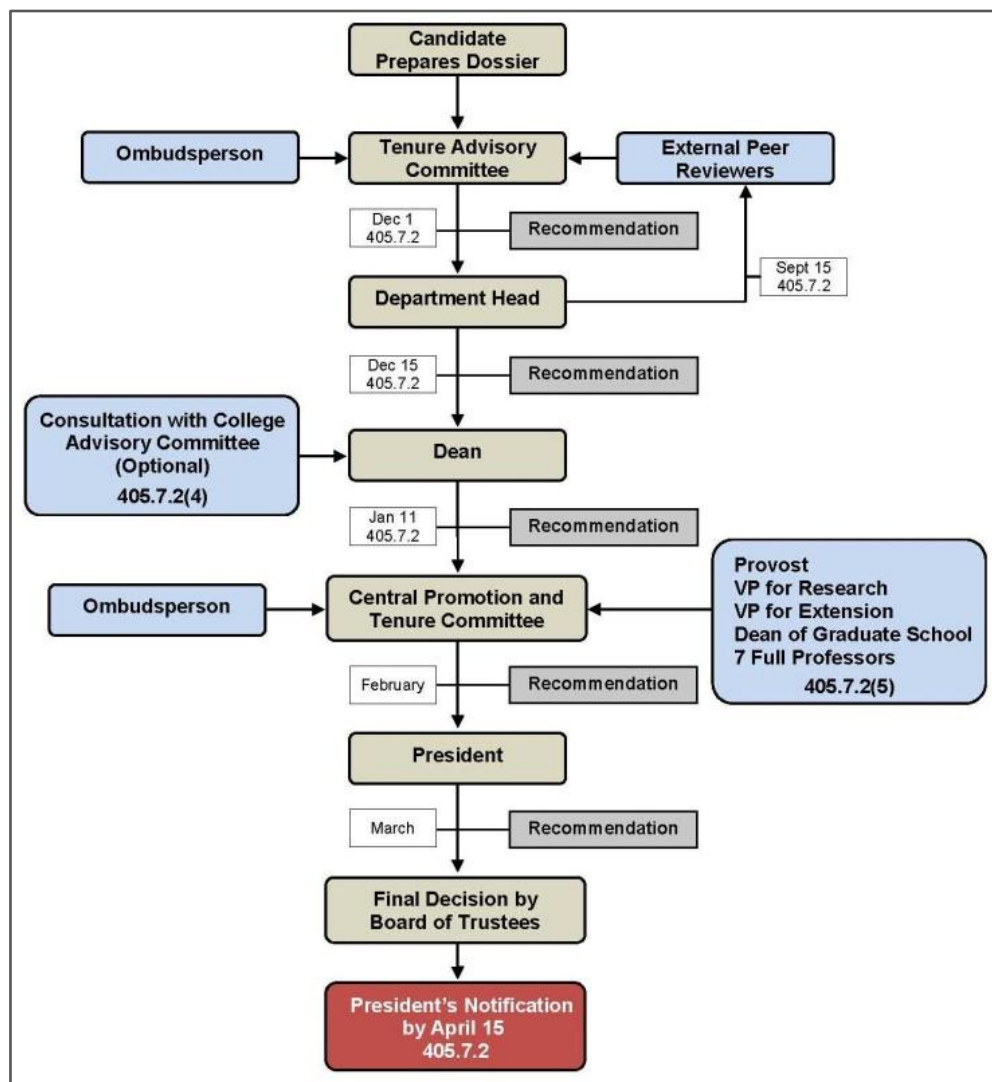 Candidate
Prepares Dossier
Ombudsperson
Tenure Advisory
Committee
External Peer
Reviewers
Dec 1
405.7.2
Recommendation
Sept 15
405.7.2
Department Head
Dec 15
405.7.2
Recommendation
Consultation with College
Advisory Committee
(Optional)
405.7.2(4)
Dean
Jan 11
405.7.2
Recommendation
Ombudsperson
Central Promotion and
Tenure Committee
Provost
VP for Research
VP for Extension
Dean of Graduate School
7 Full Professors
405.7.2(5)
February
Recommendation
President
March
Recommendation
Final Decision by
Board of Trustees
President's Notification
by April 15
405.7.2